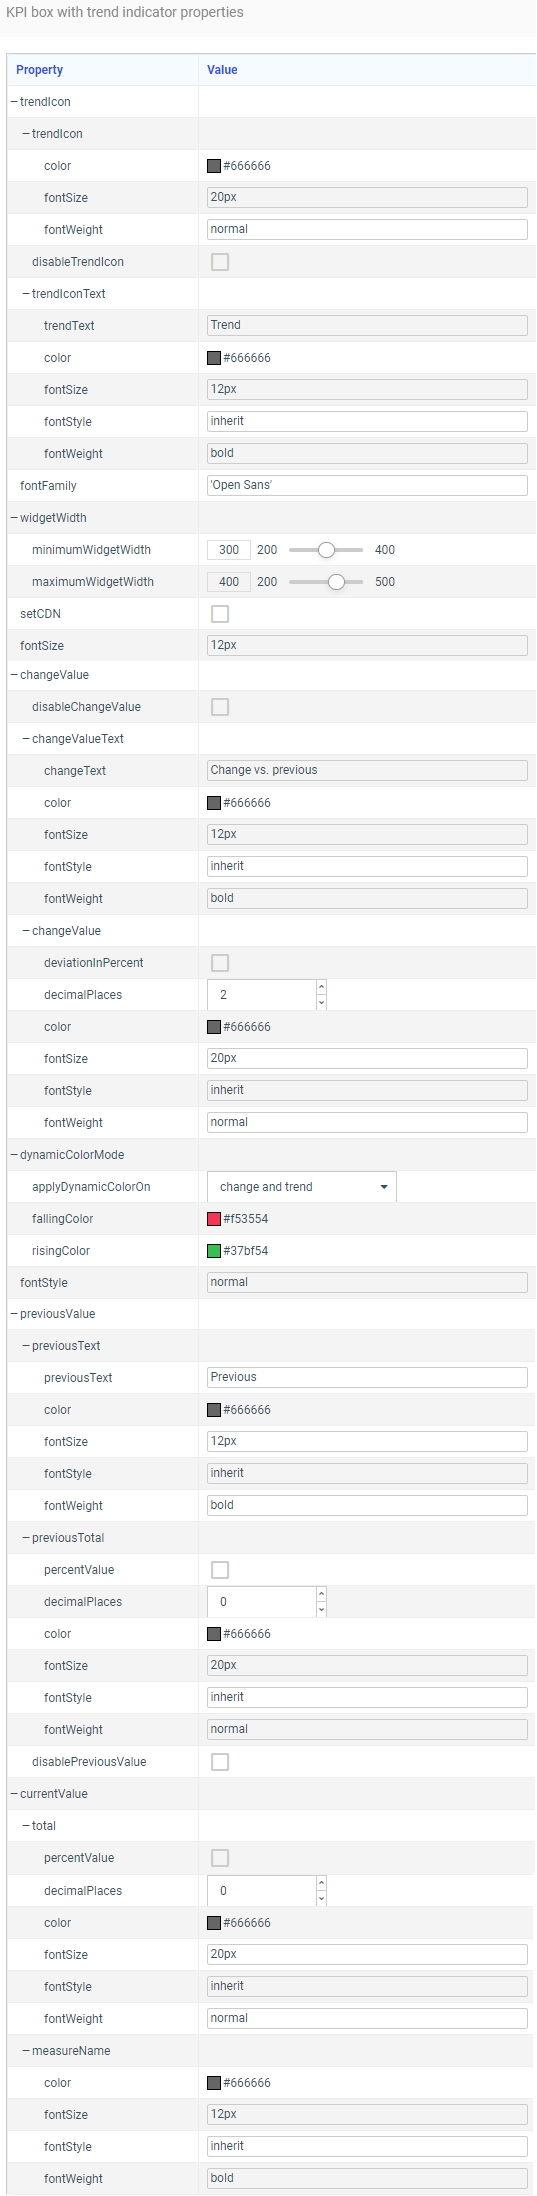 KPI box with trend indicator properties
Property Value
trendIcon
trendIcon
color #666666
fontSize 20px
fontWeight normal
disableTrendIcon
trendIconText
trendText Trend
color #666666
fontSize 12px
fontStyle inherit
fontWeight bold
fontFamily 'Open Sans'
widgetWidth
minimumWidgetWidth 300 200 400
maximumWidgetWidth 400 200 500
setCDN
fontSize 12px
changeValue
disableChangeValue
changeValueText
changeText Change vs. previous
color #666666
fontSize 12px
fontStyle inherit
fontWeight bold
changeValue
deviationInPercent
decimalPlaces 2
color #666666
fontSize 20px
fontStyle inherit
fontWeight normal
dynamicColorMode
applyDynamicColorOn change and trend
fallingColor #f53554
risingColor #37bf54
fontStyle normal
previousValue
previousText
previousText Previous
color #666666
fontSize 12px
fontStyle inherit
fontWeight bold
previousTotal
percentValue
decimalPlaces 0
color #666666
fontSize 20px
fontStyle inherit
fontWeight normal
disablePreviousValue
currentValue
total
percentValue
decimalPlaces 0
color #666666
fontSize 20px
fontStyle inherit
fontWeight normal
measureName
color #666666
fontSize 12px
fontStyle inherit
fontWeight bold